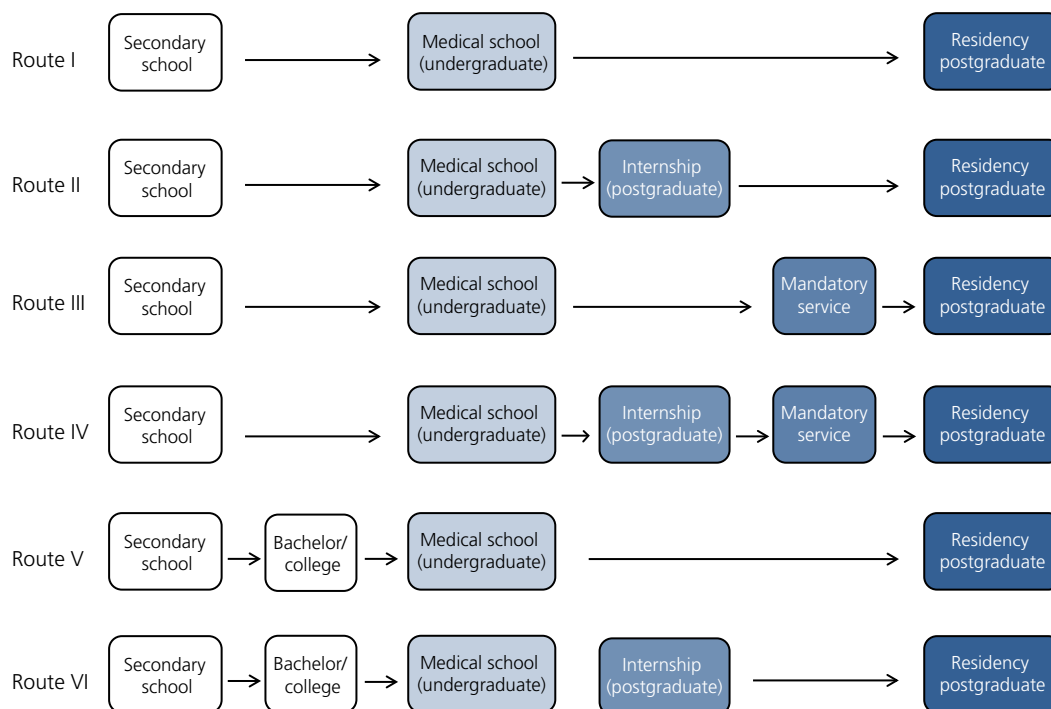 Route I
Secondary
school
Medical school
(undergraduate)
Residency
postgraduate
Route II
Secondary
school
Medical school
(undergraduate)
Internship
(postgraduate)
Residency
postgraduate
Route III
Secondary
school
Medical school
(undergraduate)
Mandatory
service
Residency
postgraduate
Route IV
Secondary
school
Medical school
(undergraduate)
Internship
(postgraduate)
Mandatory
service
Residency
postgraduate
Route V
Secondary
school
Bachelor/
college
Medical school
(undergraduate)
Residency
postgraduate
Route VI
Secondary
school
Bachelor/
college
Medical school
(undergraduate)
Internship
(postgraduate)
Residency
postgraduate